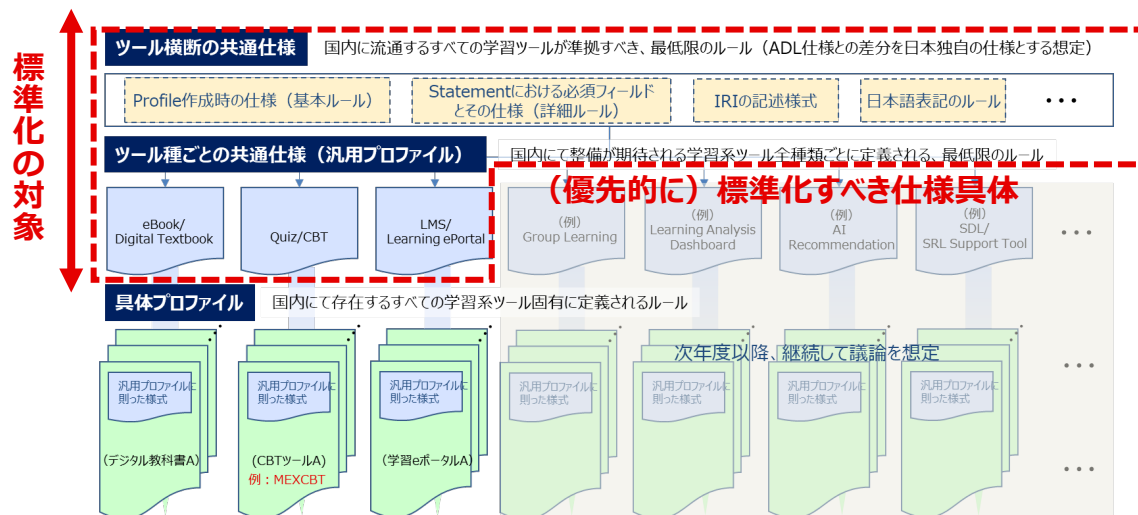 標準化の対象
ツール横断の共通仕様
国内に流通するすべての学習ツールが準拠すべき、最低限のルール（ADL仕様との差分を日本独自の仕様とする想定）
Profile作成時の仕様（基本ルール）
Statementにおける必須フィールド
とその仕様（詳細ルール）
IRIの記述様式
日本語表記のルール
・・・
ツール種ごとの共通仕様（汎用プロファイル）
国内にて整備が期待される学習系ツール全種類ごとに定義される、最低限のルール
（優先的に）標準化すべき仕様具体
eBook/
Digital Textbook
Quiz/CBT
LMS/
Learning ePortal
（例）
Group Learning
（例）
Learning Analysis
Dashboard
（例）
AI
Recommendation
（例）
SDL/
SRL Support Tool
・・・
具体プロファイル
国内にて存在するすべての学習系ツール固有に定義されるルール
次年度以降、継続して議論を想定
汎用プロファイルに
則った様式
汎用プロファイルに
則った様式
汎用プロファイルに
則った様式
汎用プロファイルに
則った様式
汎用プロファイルに
則った様式
汎用プロファイルに
則った様式
汎用プロファイルに
則った様式
・・・
（デジタル教科書A）
（CBTツールA）
例：MEXCBT
（学習eポータルA）
・・・